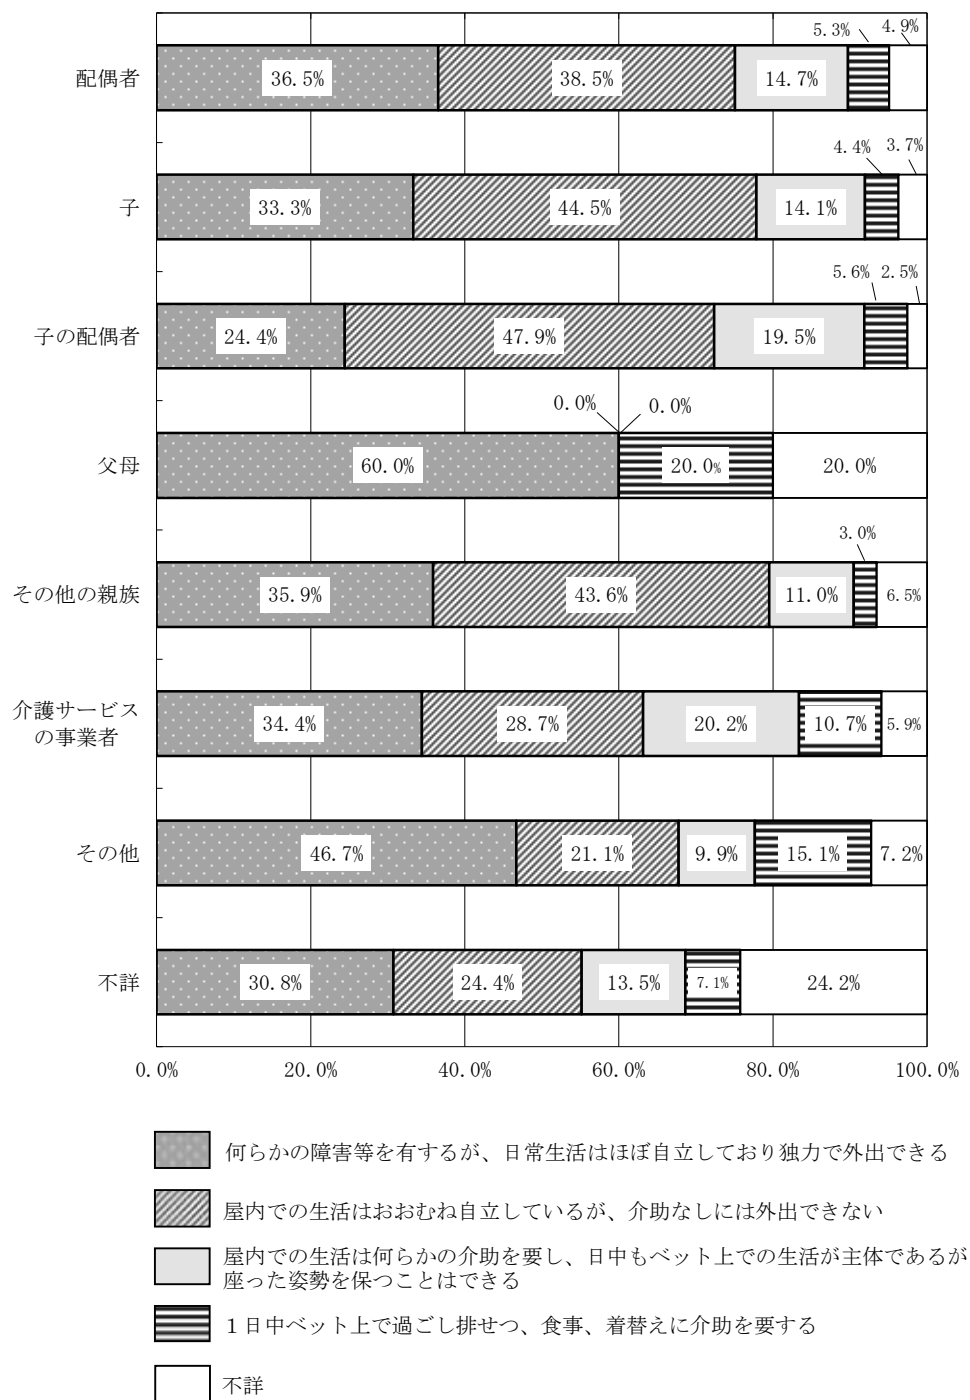 5.3% 4.9%
配偶者 36.5% 38.5% 14.7%
4.4% 3.7%
子 33.3% 44.5% 14.1%
5.6% 2.5%
子の配偶者 24.4% 47.9% 19.5%
0.0% 0.0%
父母 60.0% 20.0% 20.0%
3.0%
その他の親族 35.9% 43.6% 11.0% 6.5%
介護サービス
の事業者 34.4% 28.7% 20.2% 10.7% 5.9%
その他 46.7% 21.1% 9.9% 15.1% 7.2%
不詳 30.8% 24.4% 13.5% 7.1% 24.2%
0.0% 20.0% 40.0% 60.0% 80.0% 100.0%
何らかの障害等を有するが、日常生活はほぼ自立しており独力で外出できる
屋内での生活はおおむね自立しているが、介助なしには外出できない
屋内での生活は何らかの介助を要し、日中もベット上での生活が主体であるが
座った姿勢を保つことはできる
１日中ベット上で過ごし排せつ、食事、着替えに介助を要する
不詳